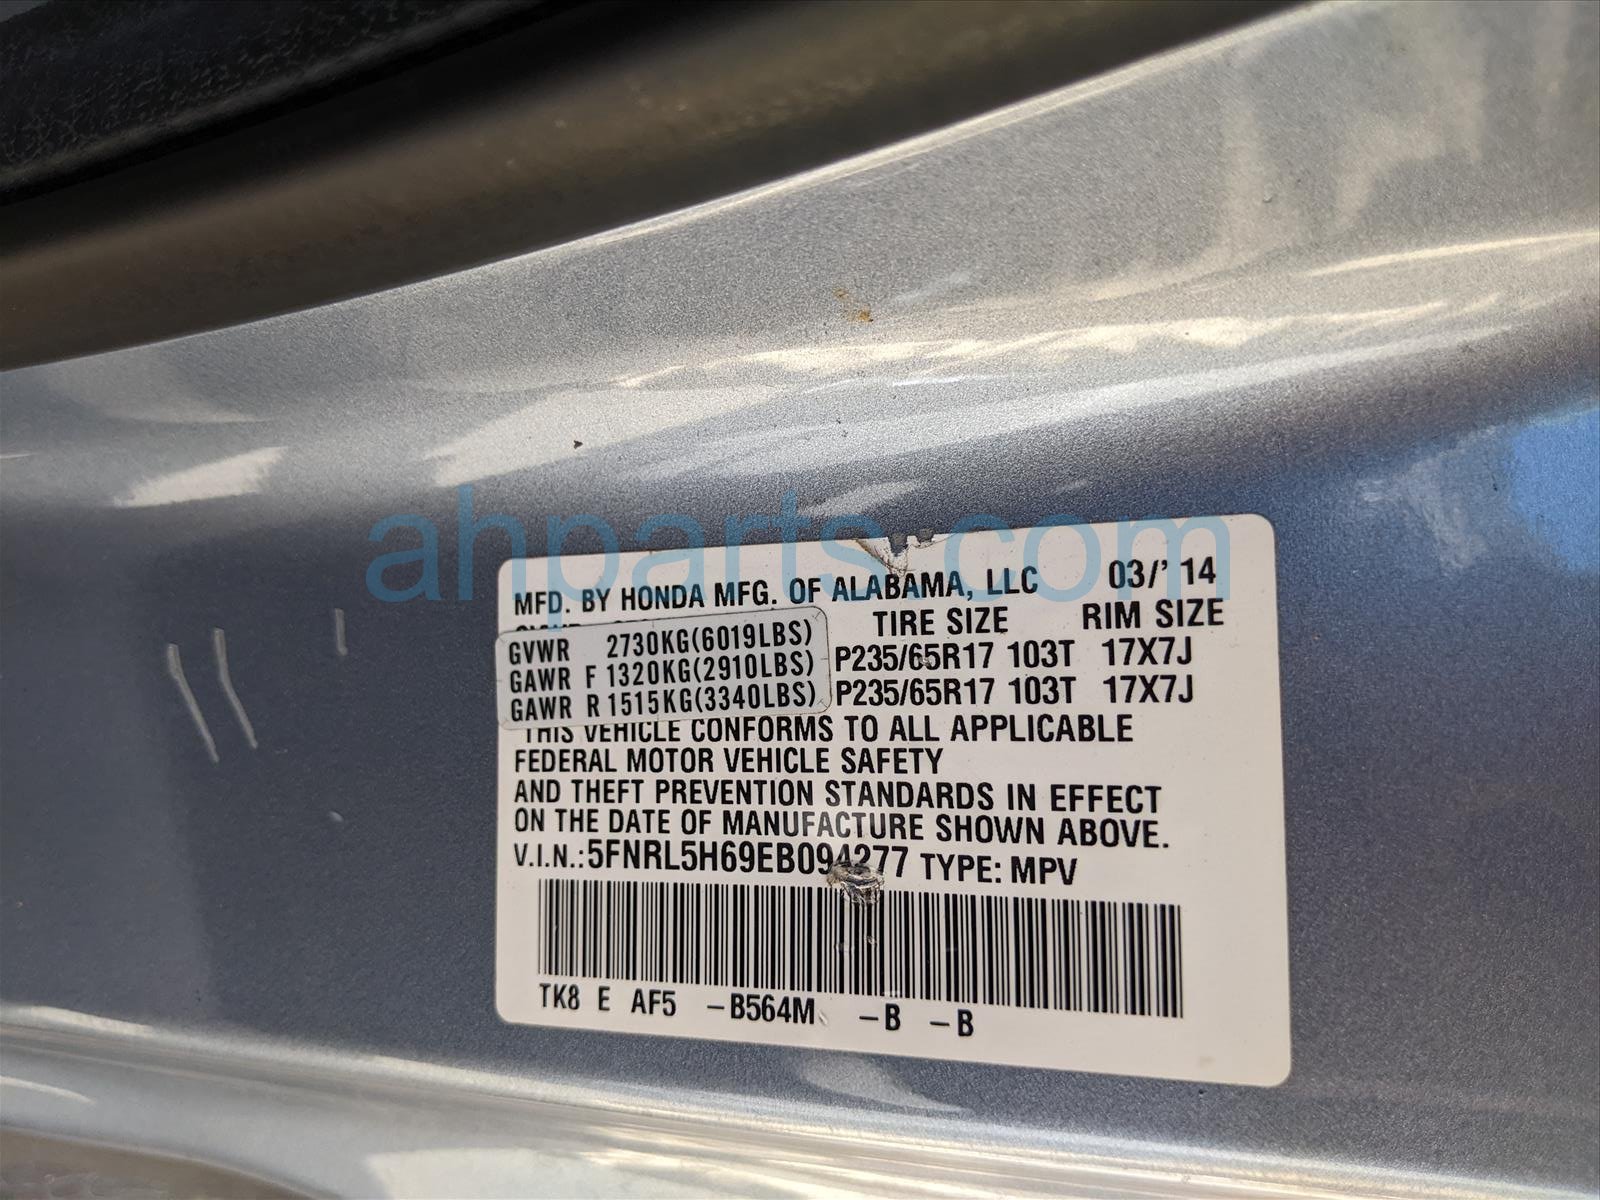 ahparts.com
MFD. BY HONDA MFG. OF ALABAMA, LLC 03/'14
TIRE SIZE RIM SIZE
GVWR 2730KG(6019LBS)
GAWR F 1320KG(2910LBS) P235/65R17 103T 17X7J
GAWR R 1515KG(3340LBS) P235/65R17 103T 17X7J
THIS VEHICLE CONFORMS TO ALL APPLICABLE
FEDERAL MOTOR VEHICLE SAFETY
AND THEFT PREVENTION STANDARDS IN EFFECT
ON THE DATE OF MANUFACTURE SHOWN ABOVE.
V.I.N.:5FNRL5H69EB094277 TYPE: MPV
TK8 E AF5 -B564M -B -B